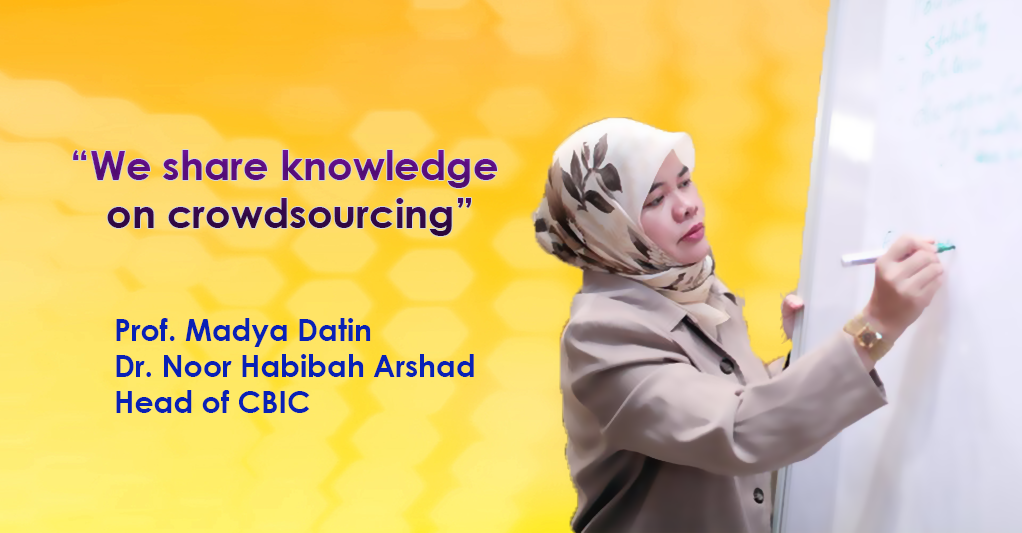 “We share knowledge
on crowdsourcing”
Prof. Madya Datin
Dr. Noor Habibah Arshad
Head of CBIC